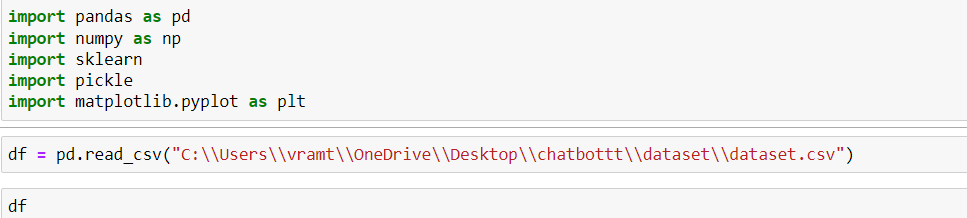 import pandas as pd
import numpy as np
import sklearn
import pickle
import matplotlib.pyplot as plt
df = pd.read_csv("C:\\Users\\vramt\\OneDrive\\Desktop\\chatbottt\\dataset\\dataset.csv")
df